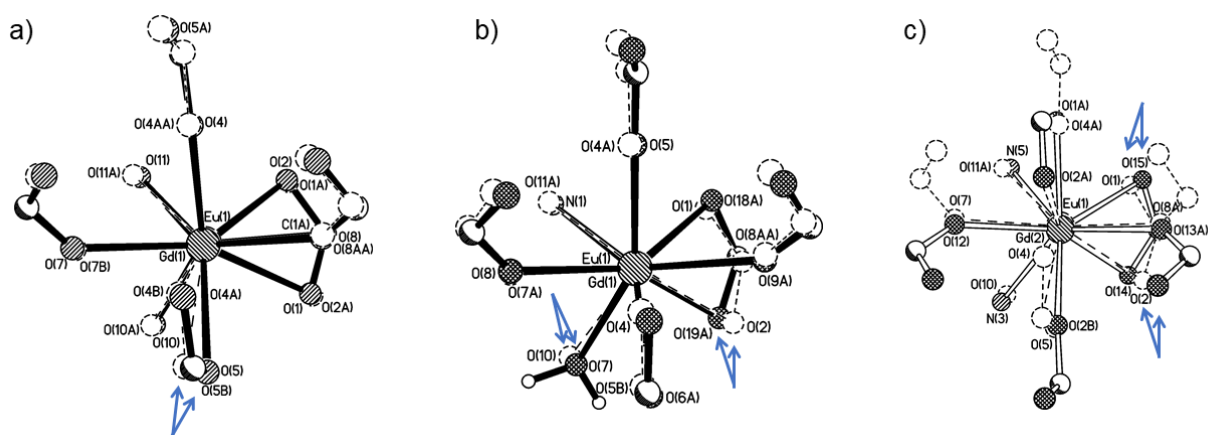 a)
O(5A)
O(4AA)
O(4)
O(11)
O(11A)
O(2)
O(1A)
Eu(1)
C(1A)
O(8)
O(8AA)
Gd(1)
O(7)
O(7B)
O(4B)
O(4A)
O(1)
O(2A)
O(10A)
O(10)
O(5)
O(5B)
b)
O(4A)
O(5)
O(11A)
N(1)
O(1)
O(18A)
O(8AA)
Eu(1)
Gd(1)
O(8)
O(7A)
O(9A)
O(4)
O(19A)
O(2)
O(10)
O(7)
O(5B)
O(6A)
c)
O(1A)
O(4A)
N(5)
O(11A)
O(2A)
O(15)
O(1)
O(7)
Eu(1)
O(8A)
O(12)
Gd(2)
O(13A)
O(4)
O(10)
O(14)
O(2)
N(3)
O(5)
O(2B)